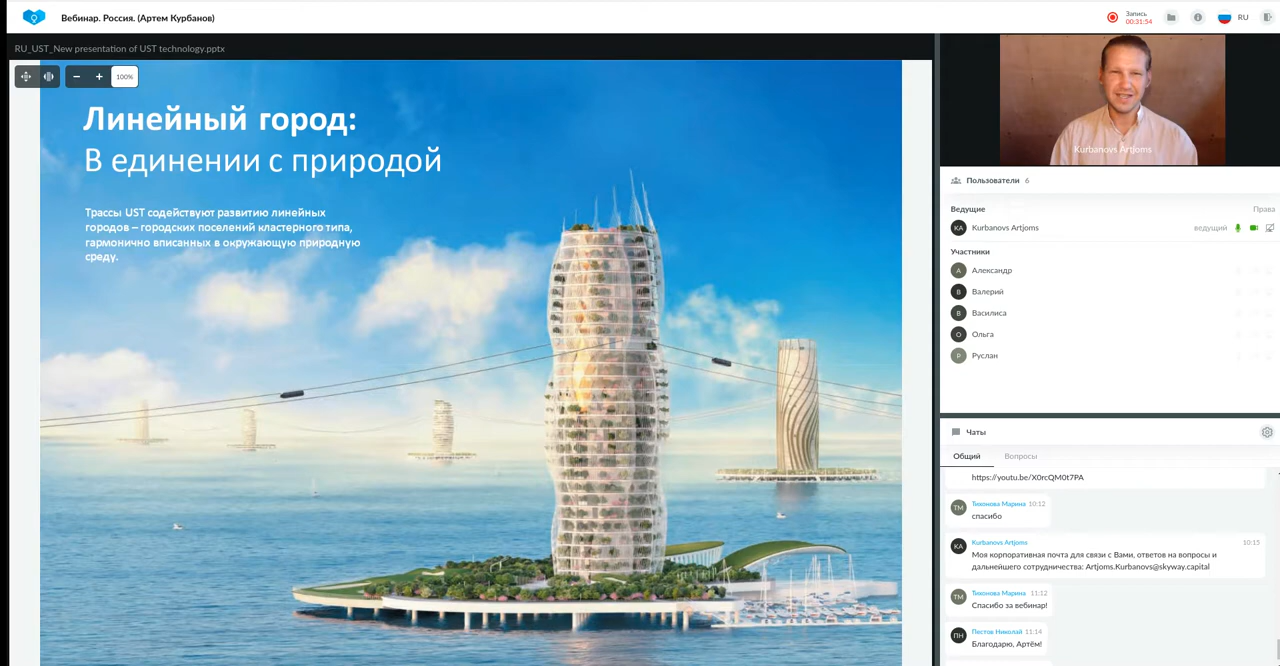 Вебинар. Россия. (Артем Курбанов)
Запись
00:31:54
RU
RU_UST_New presentation of UST technology.pptx
100%
Линейный город:
В единении с природой
Трассы UST содействуют развитию линейных
городов – городских поселений кластерного типа,
гармонично вписанных в окружающую природную
среду.
Kurbanovs Artjoms
Пользователи 6
Ведущие
Права
KA Kurbanovs Artjoms ведущий
Участники
А Александр
В Валерий
В Василиса
О Ольга
Р Руслан
Чаты
Общий Вопросы
https://youtu.be/X0rcQM0t7PA
ТМ Тихонова Марина 10:12
спасибо
KA Kurbanovs Artjoms 10:15
Моя корпоративная почта для связи с Вами, ответов на вопросы и
дальнейшего сотрудничества: Artjoms.Kurbanovs@skyway.capital
ТМ Тихонова Марина 11:12
Спасибо за вебинар!
ПН Пестов Николай 11:14
Благодарю, Артём!